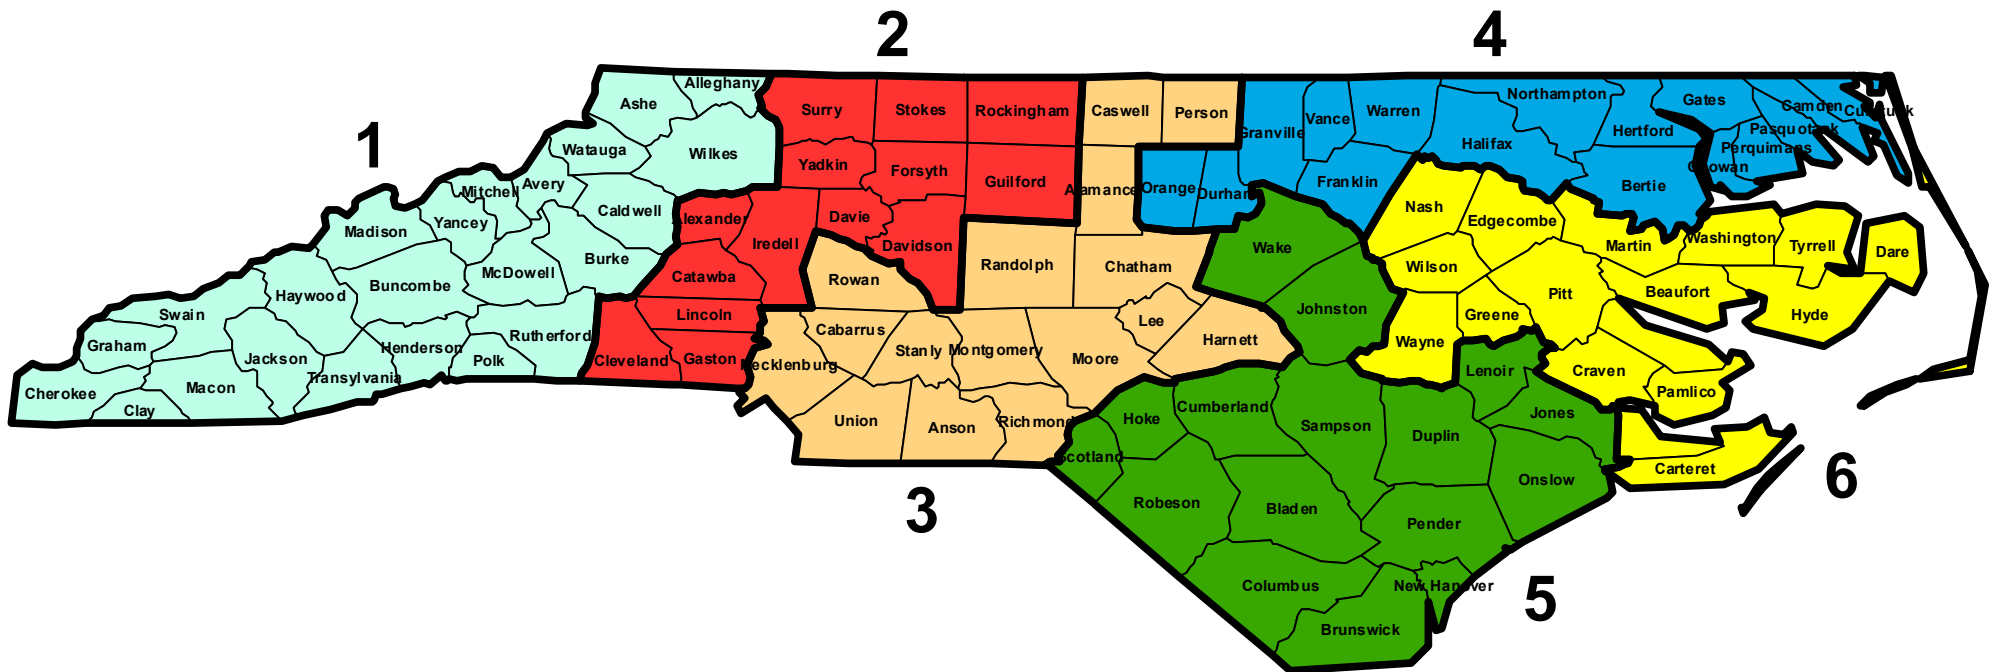 2
4
1
3
6
5
Alleghany
Ashe
Surry
Stokes
Rockingham
Caswell
Person
Granville
Vance
Warren
Northampton
Gates
Camden
Currituck
Hertford
Pasquotank
Perquimans
Chowan
Halifax
Watauga
Wilkes
Yadkin
Forsyth
Guilford
Alamance
Orange
Durham
Franklin
Bertie
Mitchell
Avery
Caldwell
Alexander
Iredell
Davie
Davidson
Nash
Edgecombe
Martin
Washington
Tyrrell
Dare
Madison
Yancey
McDowell
Burke
Catawba
Rowan
Randolph
Chatham
Wake
Wilson
Pitt
Beaufort
Hyde
Swain
Haywood
Buncombe
Rutherford
Lincoln
Cabarrus
Stanly
Montgomery
Moore
Lee
Harnett
Johnston
Greene
Wayne
Graham
Jackson
Henderson
Polk
Cleveland
Gaston
Mecklenburg
Lenoir
Craven
Pamlico
Cherokee
Clay
Macon
Transylvania
Union
Anson
Richmond
Hoke
Cumberland
Sampson
Duplin
Jones
Scotland
Robeson
Bladen
Pender
Onslow
Carteret
Columbus
New Hanover
Brunswick